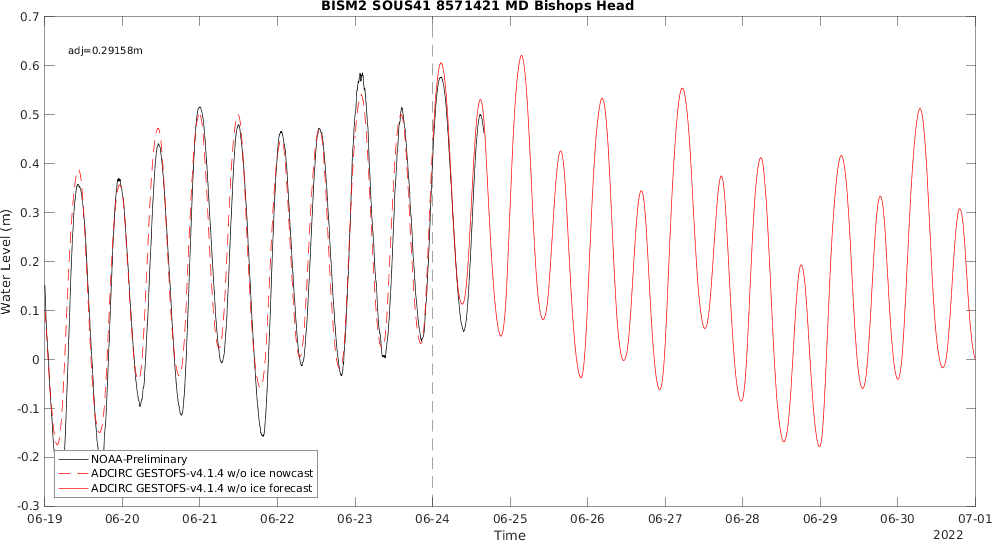 BISM2 SOUS41 8571421 MD Bishops Head
adj=0.29158m
Water Level (m)
0.7
0.6
0.5
0.4
0.3
0.2
0.1
0
-0.1
-0.2
-0.3
NOAA-Preliminary
ADCIRC GESTOFS-v4.1.4 w/o ice nowcast
ADCIRC GESTOFS-v4.1.4 w/o ice forecast
06-19 06-20 06-21 06-22 06-23 06-24 06-25 06-26 06-27 06-28 06-29 06-30 07-01
Time
2022